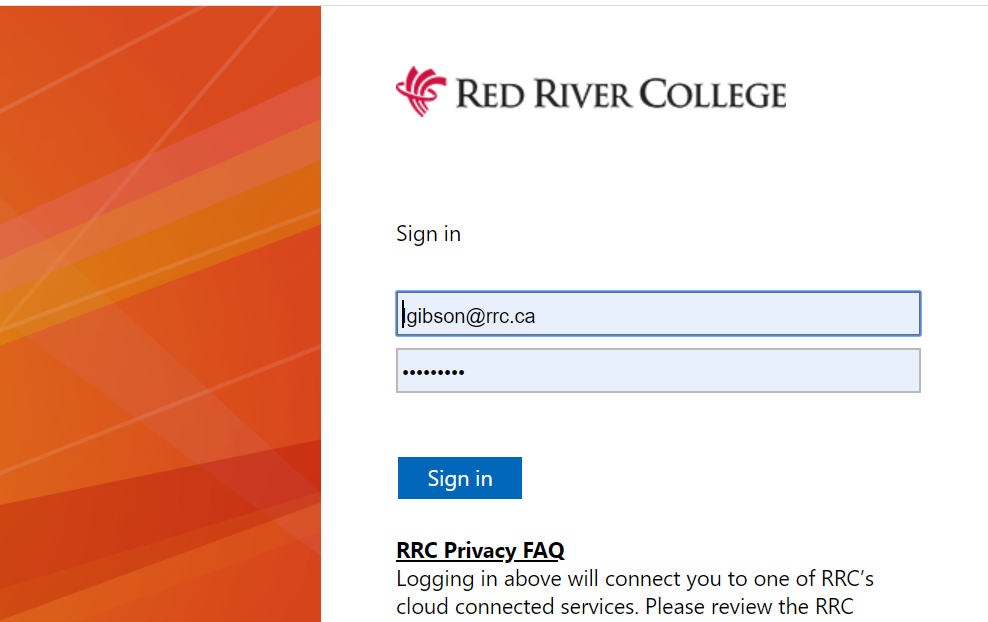 RED RIVER COLLEGE
Sign in
lgibson@rrc.ca
•••••••••
Sign in
RRC Privacy FAQ
Logging in above will connect you to one of RRC’s
cloud connected services. Please review the RRC